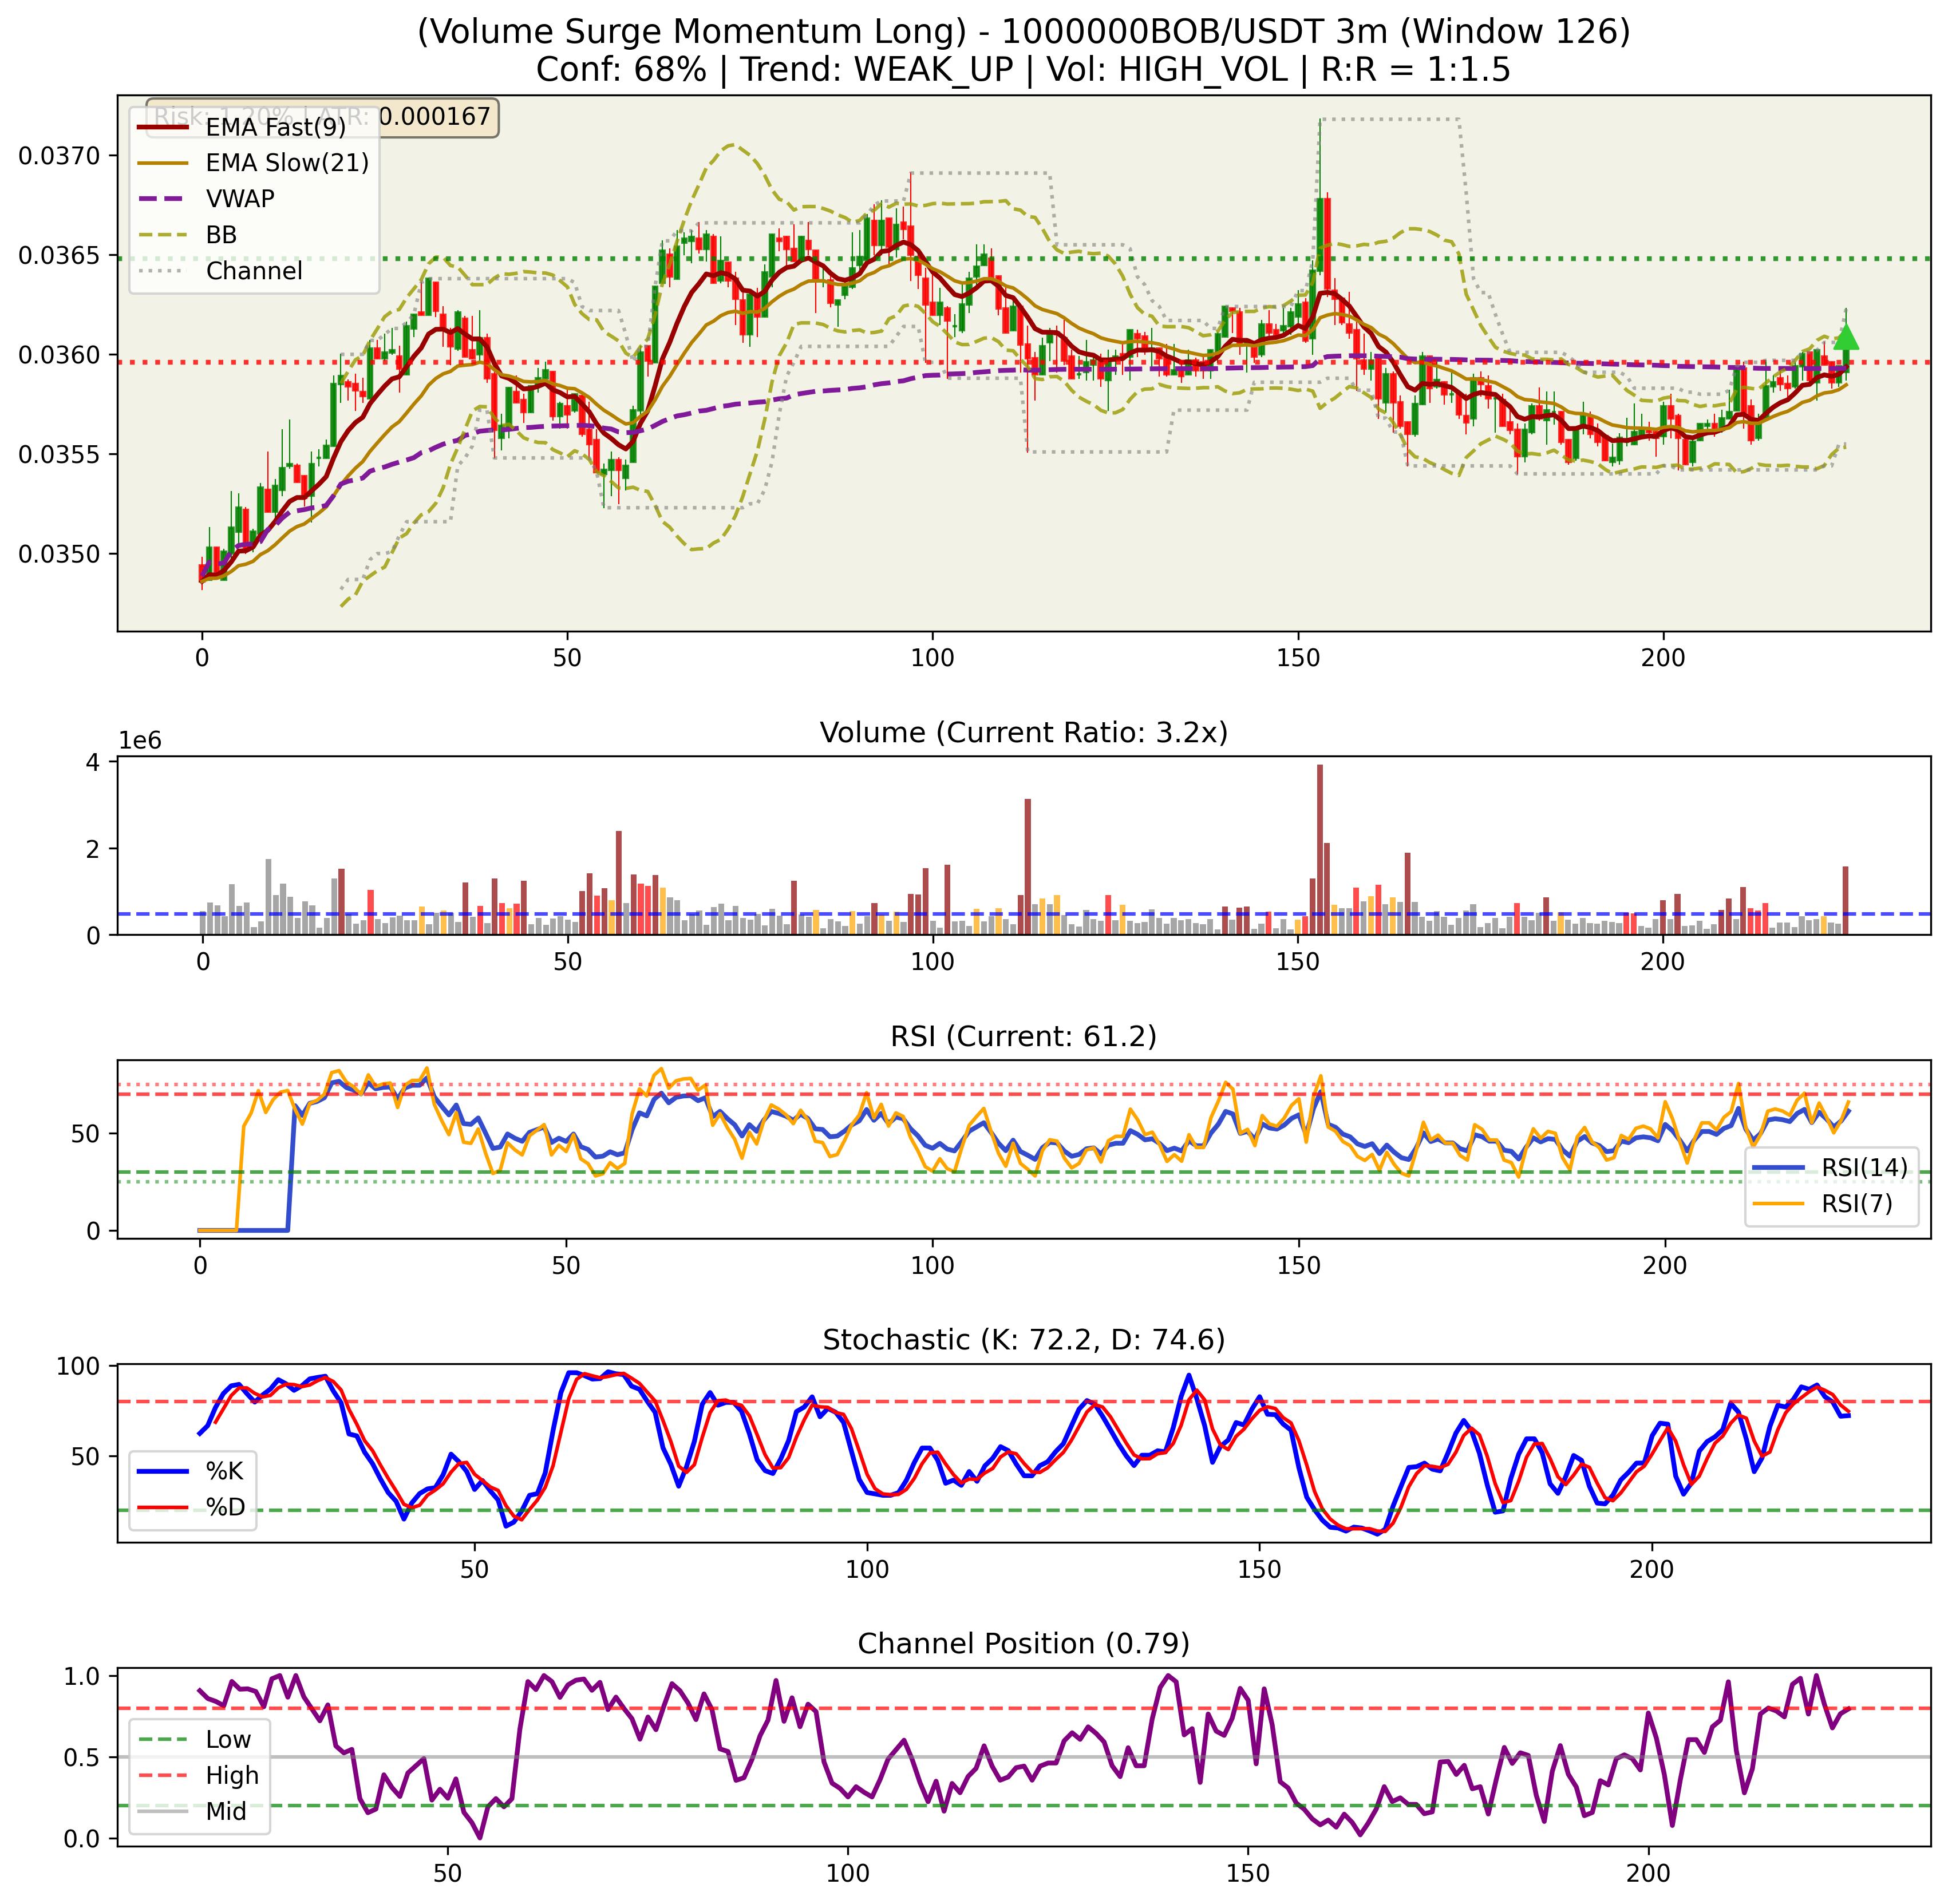 (Volume Surge Momentum Long) - 1000000BOB/USDT 3m (Window 126)
Conf: 68% | Trend: WEAK_UP | Vol: HIGH_VOL | R:R = 1:1.5
Risk: 1.20% | ATR: 0.000167
EMA Fast(9)
EMA Slow(21)
VWAP
BB
Channel
0.0370
0.0365
0.0360
0.0355
0.0350
0 50 100 150 200
Volume (Current Ratio: 3.2x)
1e6
4
2
0
0 50 100 150 200
RSI (Current: 61.2)
50
0
RSI(14)
RSI(7)
0 50 100 150 200
Stochastic (K: 72.2, D: 74.6)
100
50
%K
%D
50 100 150 200
Channel Position (0.79)
1.0
0.5
0.0
Low
High
Mid
50 100 150 200